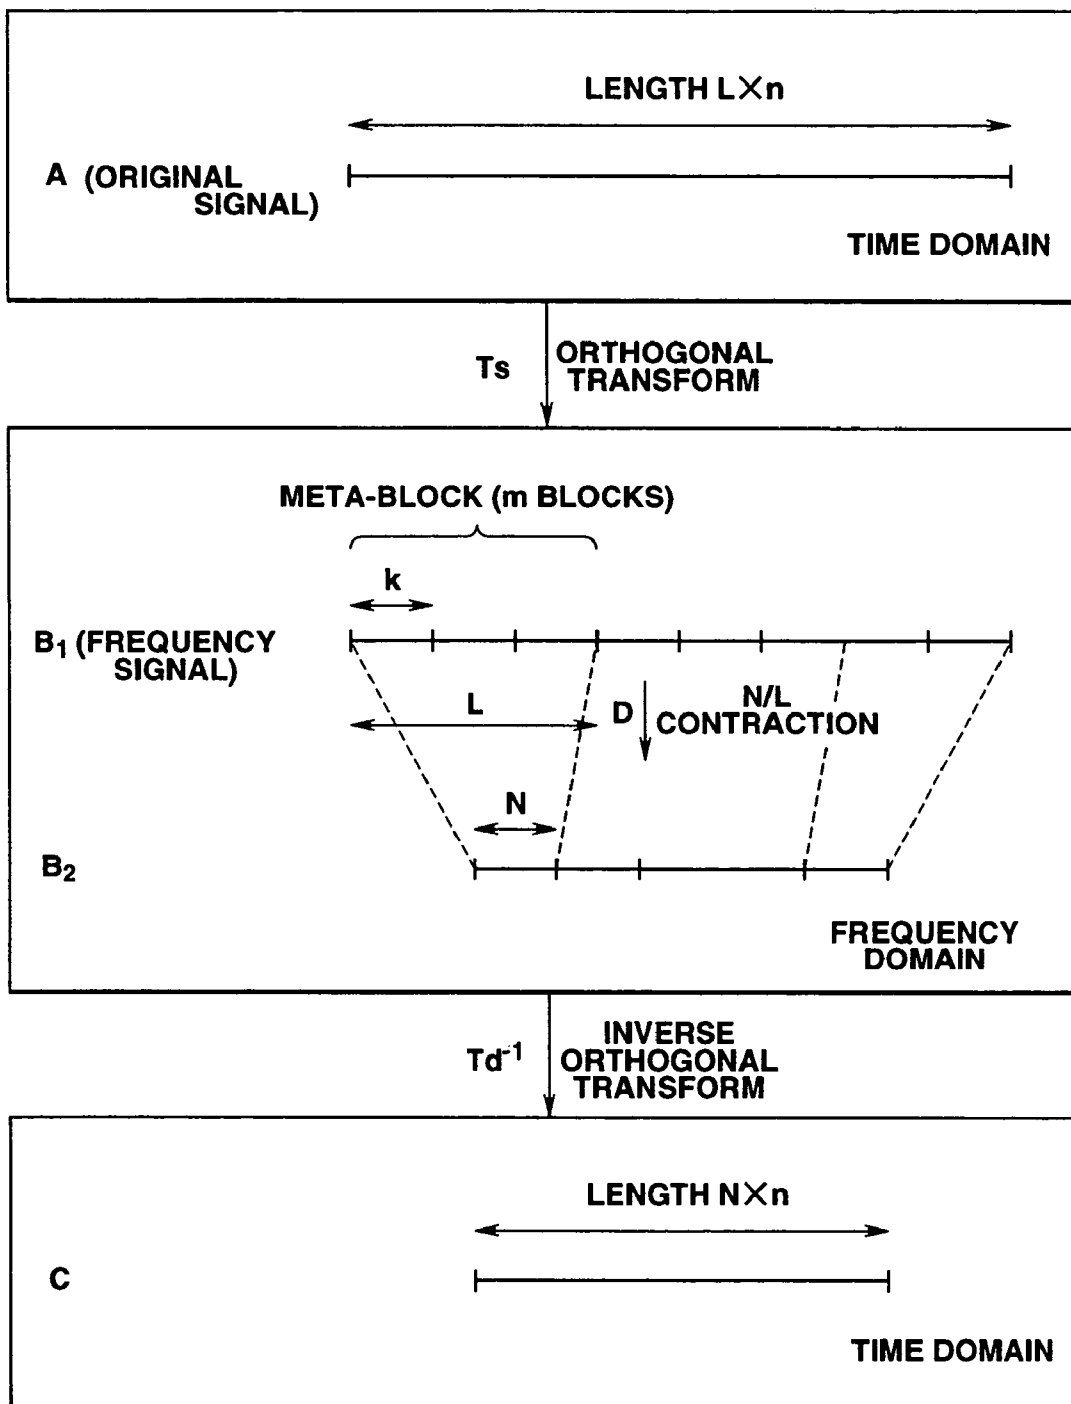 LENGTH L×n
A (ORIGINAL
SIGNAL)
TIME DOMAIN
Ts
ORTHOGONAL
TRANSFORM
META-BLOCK (m BLOCKS)
k
B₁ (FREQUENCY
SIGNAL)
L
D
N/L
CONTRACTION
N
B₂
FREQUENCY
DOMAIN
Td⁻¹
INVERSE
ORTHOGONAL
TRANSFORM
LENGTH N×n
C
TIME DOMAIN